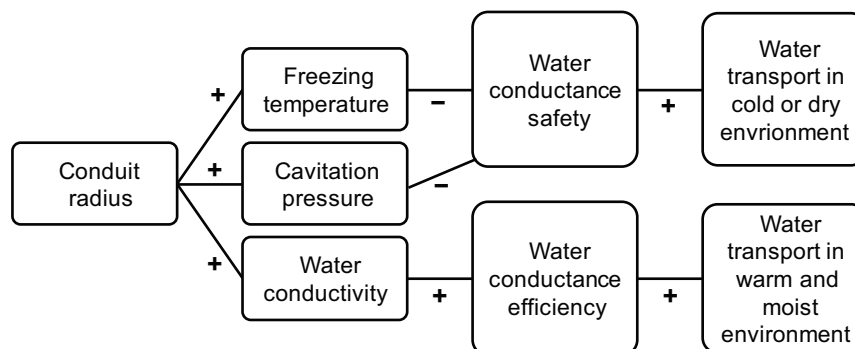 Conduit
radius
+
+
+
Freezing
temperature
Cavitation
pressure
Water
conductivity
−
−
+
Water
conductance
safety
Water
conductance
efficiency
+
+
Water
transport in
cold or dry
envrionment
Water
transport in
warm and
moist
environment